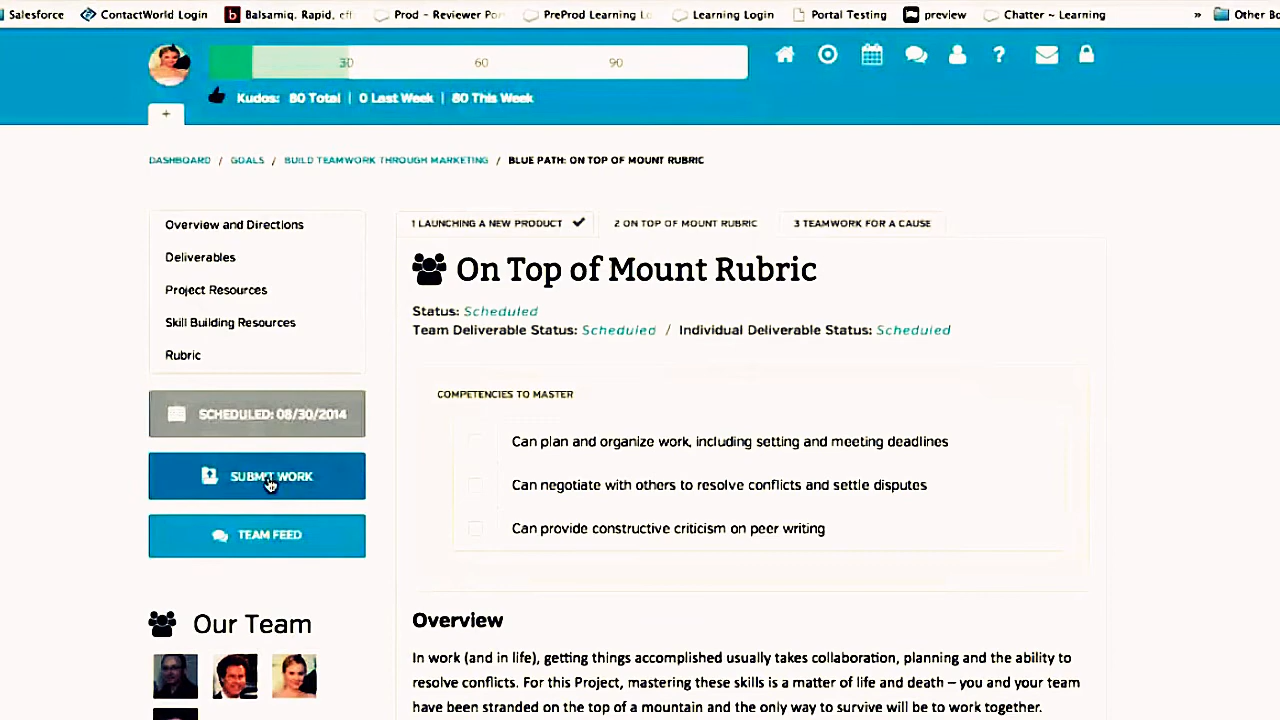 Salesforce ContactWorld Login Balsamiq. Rapid, eff Prod – Reviewer Por PreProd Learning Lo Learning Login Portal Testing preview Chatter ~ Learning » Other Bo
30 60 90
Kudos: 80 Total | 0 Last Week | 80 This Week
+
DASHBOARD / GOALS / BUILD TEAMWORK THROUGH MARKETING / BLUE PATH: ON TOP OF MOUNT RUBRIC
Overview and Directions
Deliverables
Project Resources
Skill Building Resources
Rubric
SCHEDULED: 08/30/2014
SUBMIT WORK
TEAM FEED
Our Team
1 LAUNCHING A NEW PRODUCT 2 ON TOP OF MOUNT RUBRIC 3 TEAMWORK FOR A CAUSE
On Top of Mount Rubric
Status: Scheduled
Team Deliverable Status: Scheduled / Individual Deliverable Status: Scheduled
COMPETENCIES TO MASTER
Can plan and organize work, including setting and meeting deadlines
Can negotiate with others to resolve conflicts and settle disputes
Can provide constructive criticism on peer writing
Overview
In work (and in life), getting things accomplished usually takes collaboration, planning and the ability to
resolve conflicts. For this Project, mastering these skills is a matter of life and death – you and your team
have been stranded on the top of a mountain and the only way to survive will be to work together.